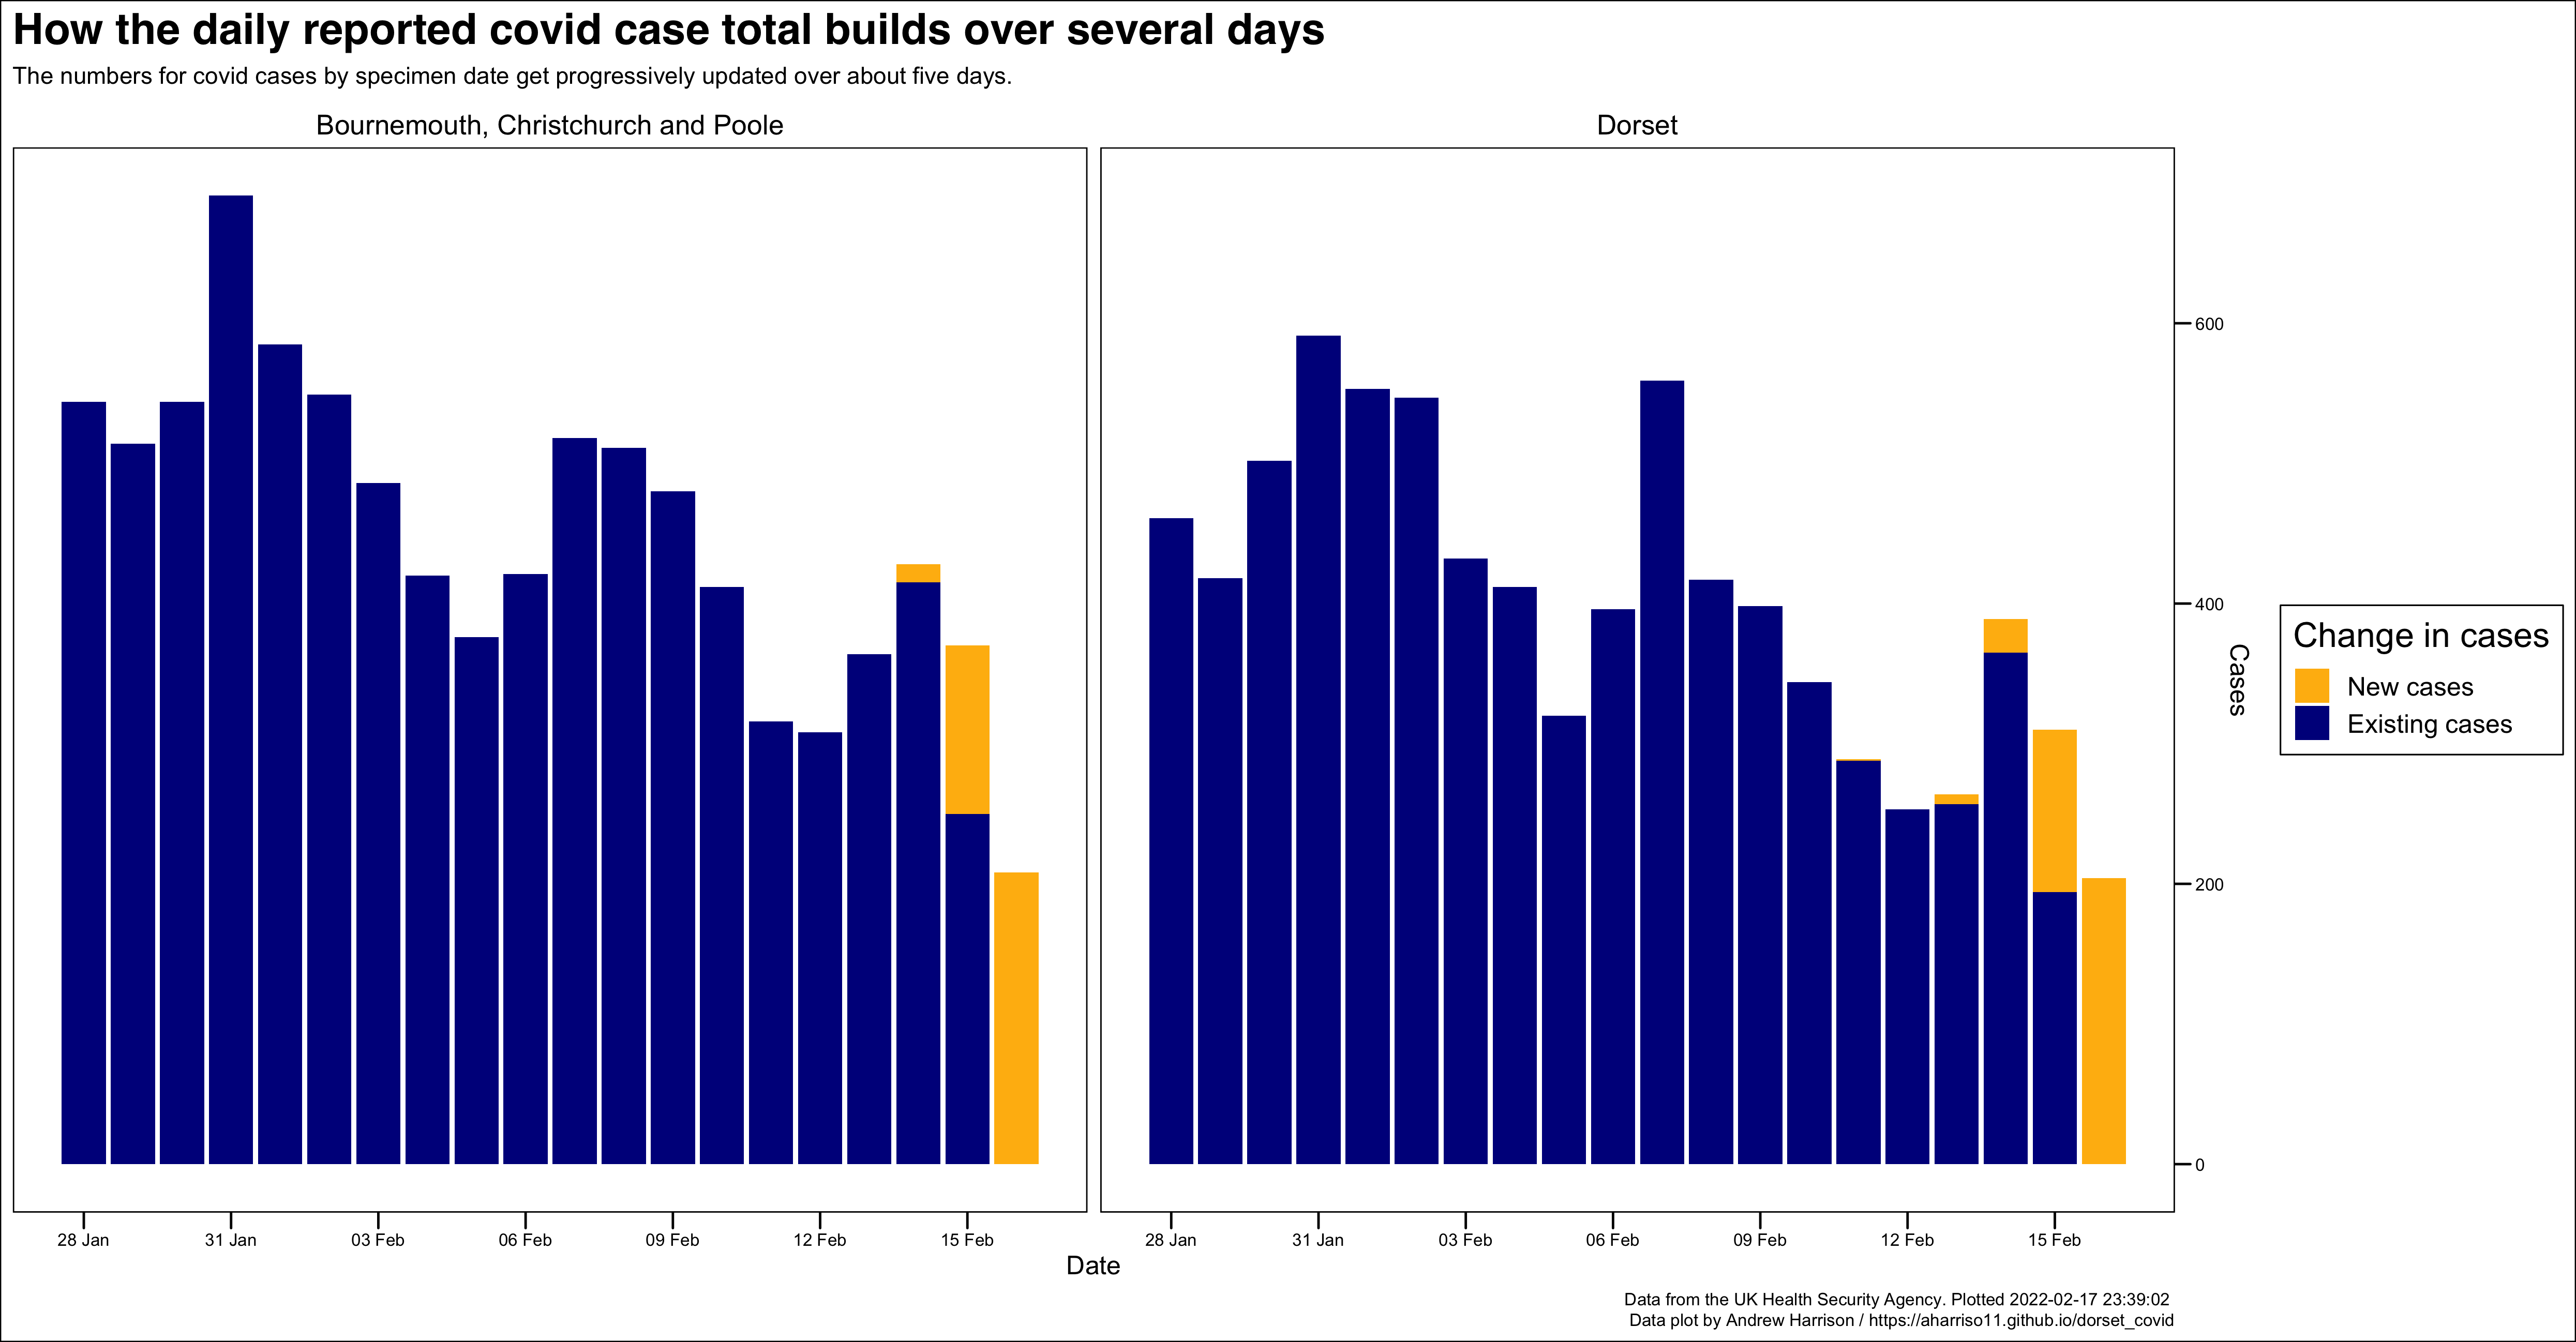 How the daily reported covid case total builds over several days
The numbers for covid cases by specimen date get progressively updated over about five days.
Bournemouth, Christchurch and Poole
Dorset
600
400
200
0
Cases
Change in cases
New cases
Existing cases
28 Jan 31 Jan 03 Feb 06 Feb 09 Feb 12 Feb 15 Feb
28 Jan 31 Jan 03 Feb 06 Feb 09 Feb 12 Feb 15 Feb
Date
Data from the UK Health Security Agency. Plotted 2022-02-17 23:39:02
Data plot by Andrew Harrison / https://aharriso11.github.io/dorset_covid